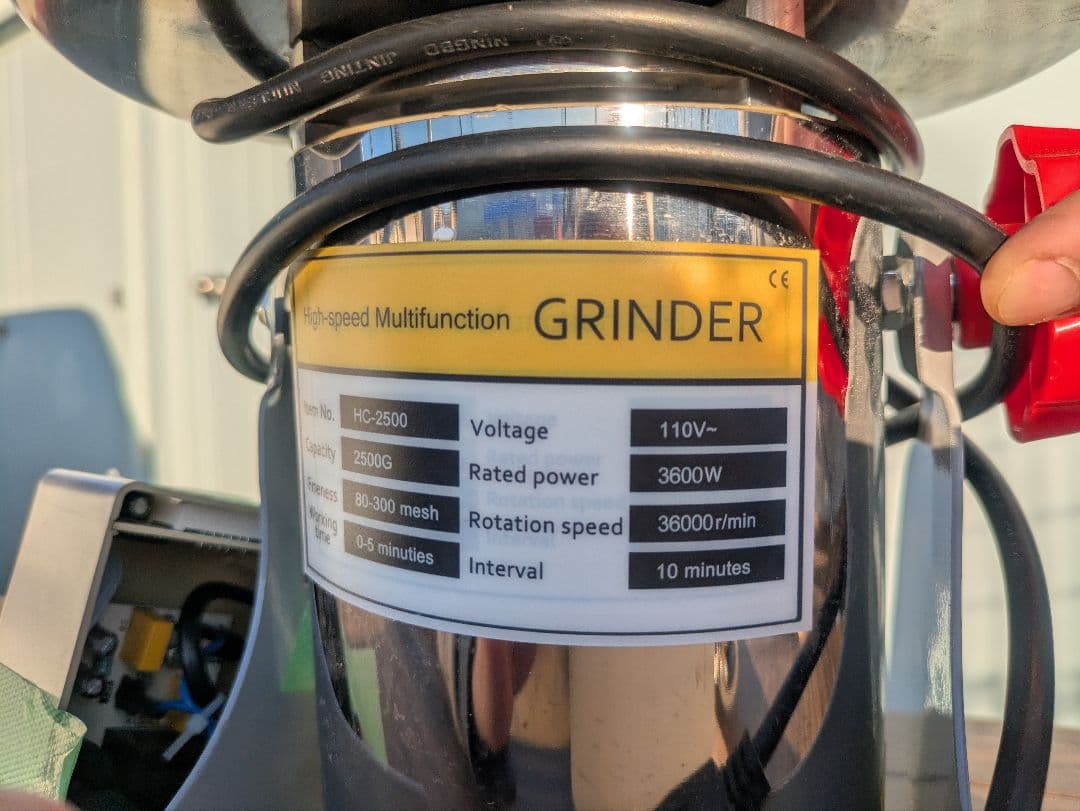 NINGBO
JINTING
CE
High-speed Multifunction GRINDER
Item No. HC-2500
Capacity 2500G
Fineness 80-300 mesh
Working time 0-5 minuties
Voltage 110V~
Rated power 3600W
Rotation speed 36000r/min
Interval 10 minutes